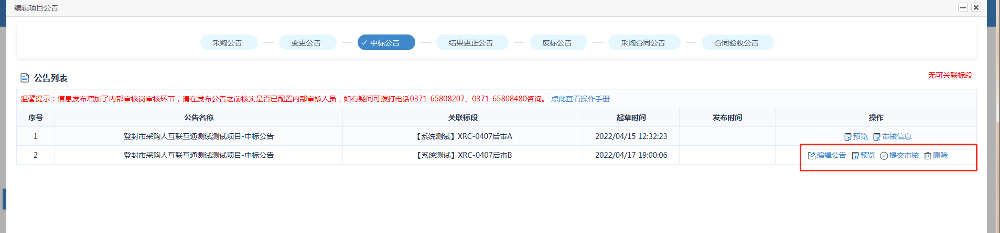 编辑项目公告
采购公告 变更公告 中标公告 结果更正公告 废标公告 采购合同公告 合同验收公告
公告列表
无可关联标段
温馨提示：信息发布增加了内部审核岗审核环节，请在发布公告之前核实是否已配置内部审核人员，如有疑问可拨打电话0371-65808207、0371-65808480咨询。 点此查看操作手册
序号 公告名称 关联标段 起草时间 发布时间 操作
1 登封市采购人互联互通测试测试项目-中标公告 【系统测试】XRC-0407后审A 2022/04/15 12:32:23 预览 审核信息
2 登封市采购人互联互通测试测试项目-中标公告 【系统测试】XRC-0407后审B 2022/04/17 19:00:06 编辑公告 预览 提交审核 删除